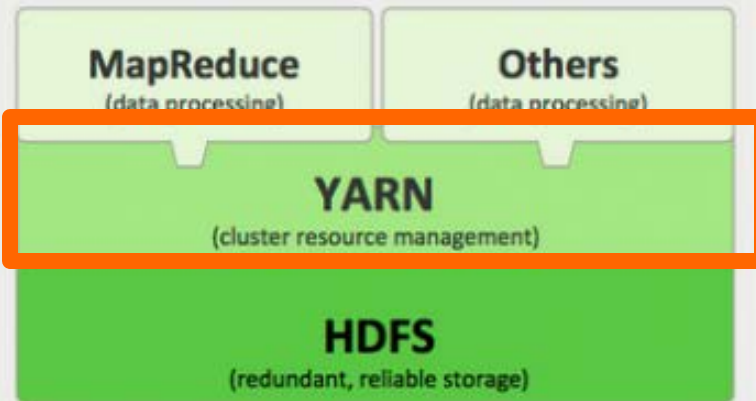 MapReduce
(data processing)
Others
(data processing)
YARN
(cluster resource management)
HDFS
(redundant, reliable storage)